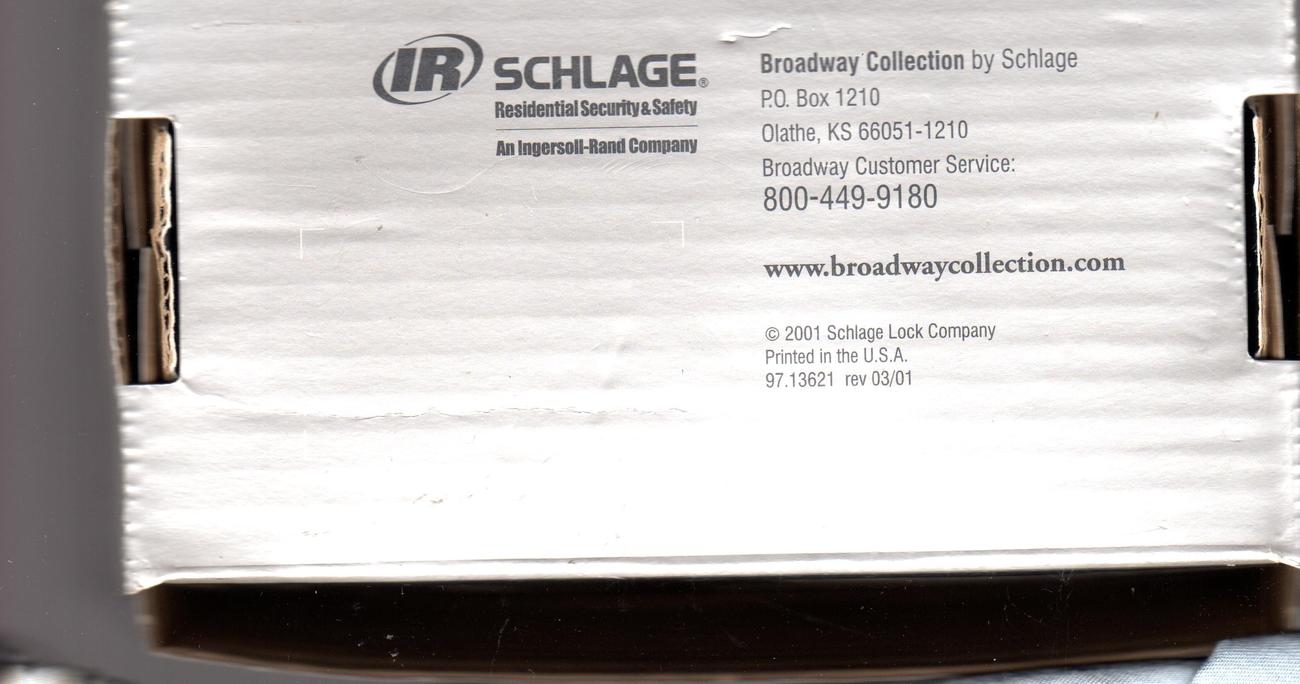 IR SCHLAGE®
Residential Security & Safety
An Ingersoll-Rand Company
Broadway Collection by Schlage
P.O. Box 1210
Olathe, KS 66051-1210
Broadway Customer Service:
800-449-9180
www.broadwaycollection.com
© 2001 Schlage Lock Company
Printed in the U.S.A.
97.13621 rev 03/01